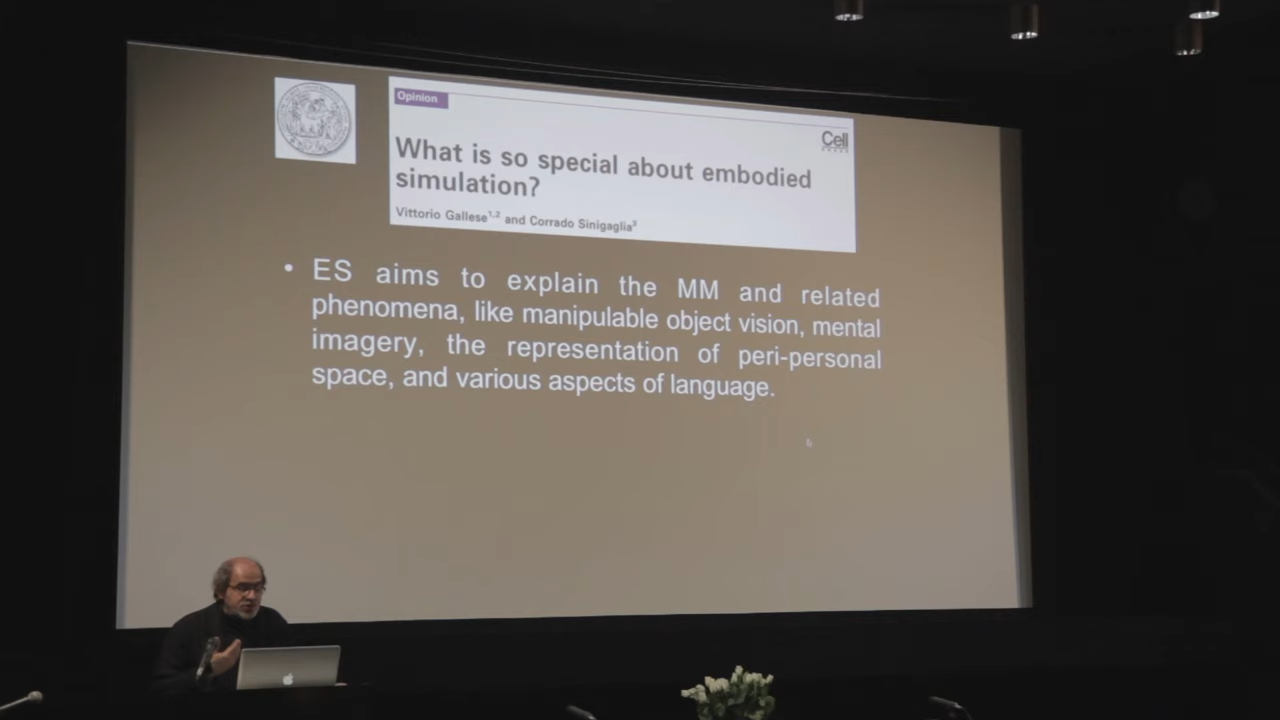 Opinion
Cell
What is so special about embodied
simulation?
Vittorio Gallese1,2 and Corrado Sinigaglia3
• ES aims to explain the MM and related
phenomena, like manipulable object vision, mental
imagery, the representation of peri-personal
space, and various aspects of language.